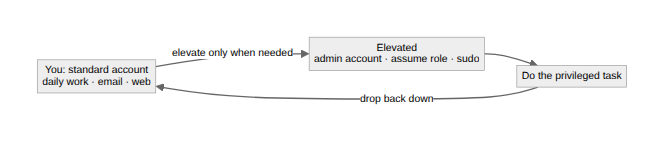 You: standard account
daily work · email · web
elevate only when needed
Elevated
admin account · assume role · sudo
Do the privileged task
drop back down